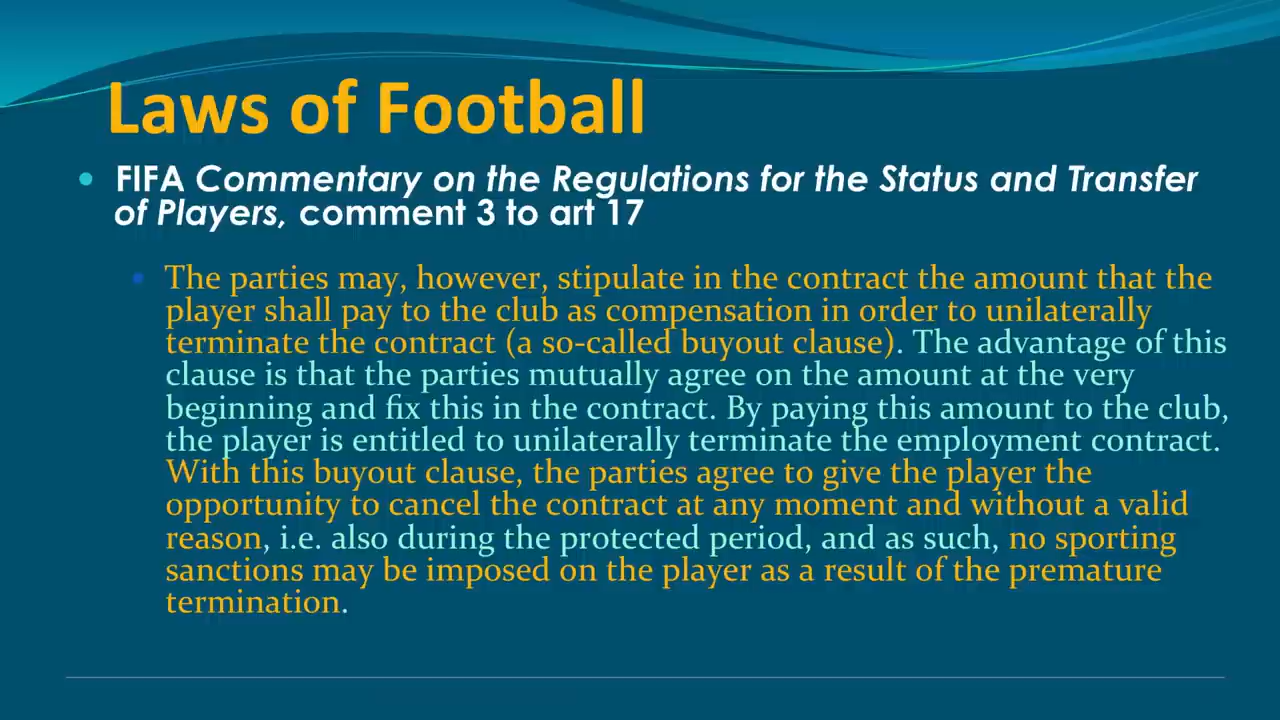 Laws of Football
• FIFA Commentary on the Regulations for the Status and Transfer
of Players, comment 3 to art 17
• The parties may, however, stipulate in the contract the amount that the
player shall pay to the club as compensation in order to unilaterally
terminate the contract (a so-called buyout clause). The advantage of this
clause is that the parties mutually agree on the amount at the very
beginning and fix this in the contract. By paying this amount to the club,
the player is entitled to unilaterally terminate the employment contract.
With this buyout clause, the parties agree to give the player the
opportunity to cancel the contract at any moment and without a valid
reason, i.e. also during the protected period, and as such, no sporting
sanctions may be imposed on the player as a result of the premature
termination.